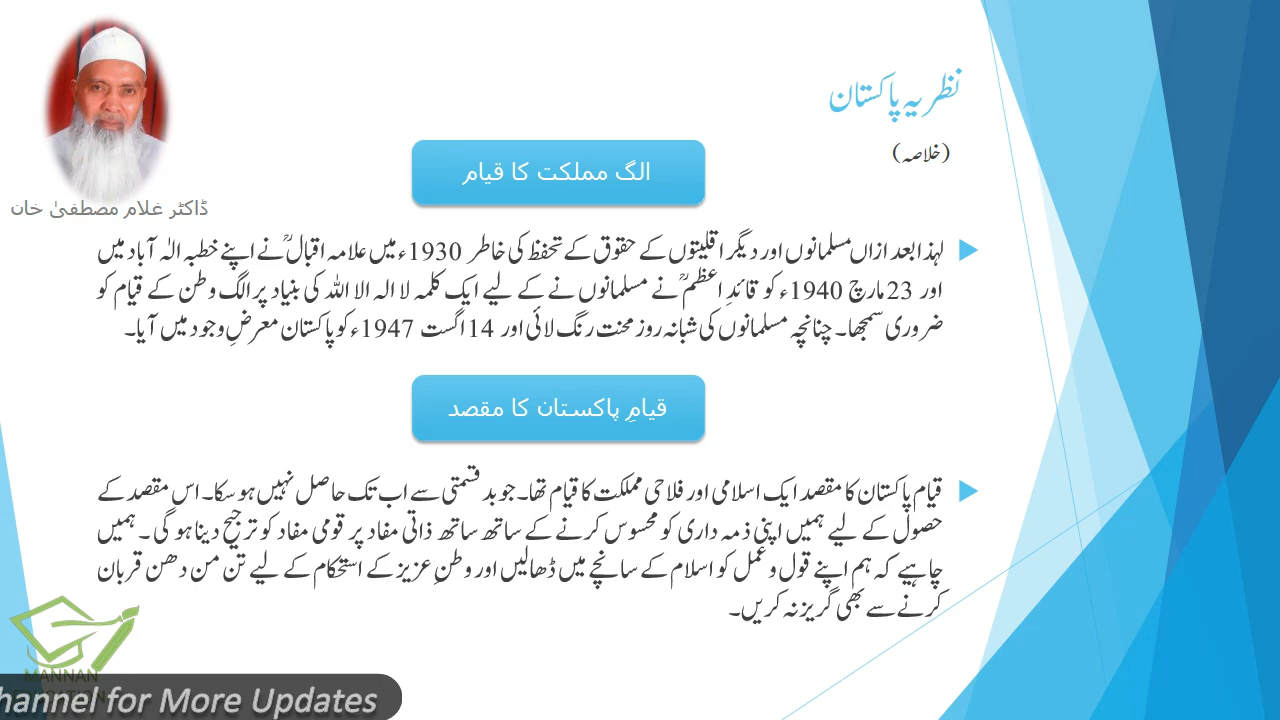 نظریہ پاکستان
(خلاصہ)
ڈاکٹر غلام مصطفیٰ خان
الگ مملکت کا قیام
لہذا بعد ازاں مسلمانوں اور دیگر اقلیتوں کے حقوق کے تحفظ کی خاطر 1930ء میں علامہ اقبالؒ نے اپنے خطبہ الٰہ آباد میں
اور 23 مارچ 1940ء کو قائدِ اعظمؒ نے مسلمانوں نے کے لیے ایک کلمہ لا الہ الا اللہ کی بنیاد پر الگ وطن کے قیام کو
ضروری سمجھا۔ چنانچہ مسلمانوں کی شبانہ روز محنت رنگ لائی اور 14 اگست 1947ء کو پاکستان معرضِ وجود میں آیا۔
قیامِ پاکستان کا مقصد
قیام پاکستان کا مقصد ایک اسلامی اور فلاحی مملکت کا قیام تھا۔ جو بد قسمتی سے اب تک حاصل نہیں ہو سکا۔ اس مقصد کے
حصول کے لیے ہمیں اپنی ذمہ داری کو محسوس کرنے کے ساتھ ساتھ ذاتی مفاد پر قومی مفاد کو ترجیح دینا ہو گی۔ ہمیں
چاہیے کہ ہم اپنے قول و عمل کو اسلام کے سانچے میں ڈھالیں اور وطنِ عزیز کے استحکام کے لیے تن من دھن قربان
کرنے سے بھی گریز نہ کریں۔
MANNAN
hannel for More Updates